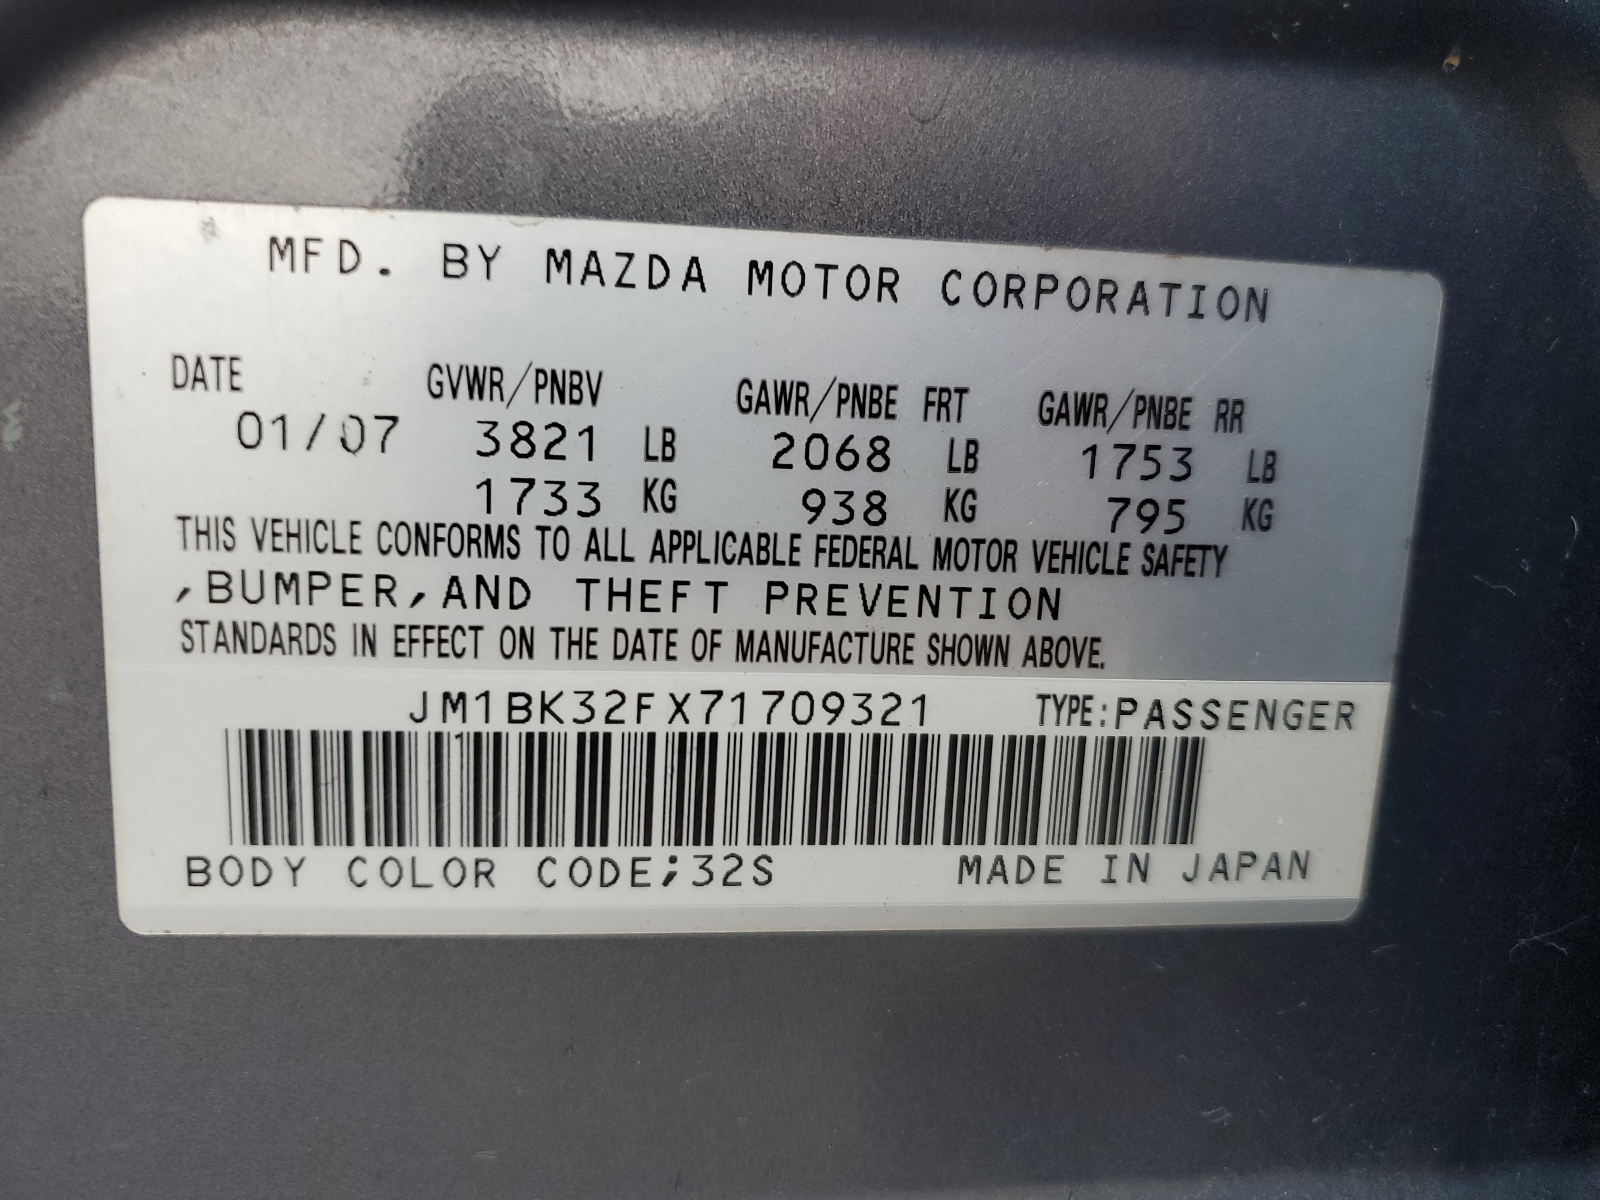 MFD. BY MAZDA MOTOR CORPORATION
DATE GVWR/PNBV GAWR/PNBE FRT GAWR/PNBE RR
01/07 3821 LB 2068 LB 1753 LB
1733 KG 938 KG 795 KG
THIS VEHICLE CONFORMS TO ALL APPLICABLE FEDERAL MOTOR VEHICLE SAFETY
,BUMPER,AND THEFT PREVENTION
STANDARDS IN EFFECT ON THE DATE OF MANUFACTURE SHOWN ABOVE.
JM1BK32FX71709321 TYPE:PASSENGER
BODY COLOR CODE;32S MADE IN JAPAN